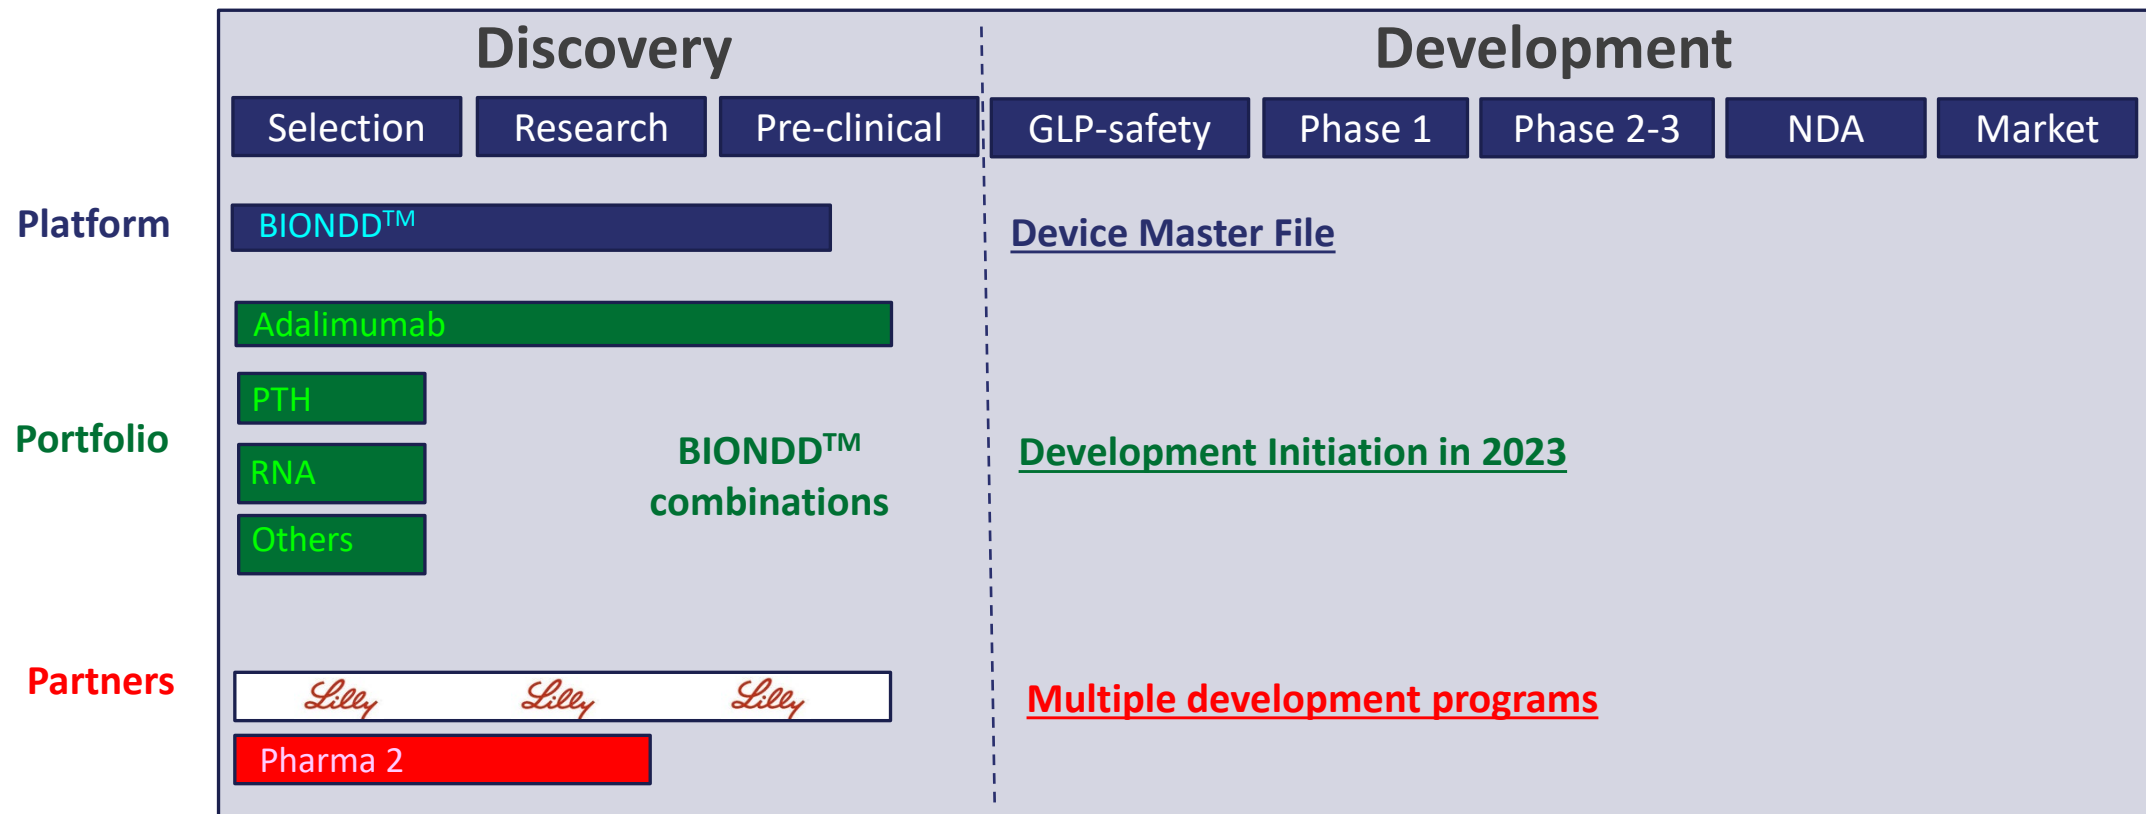 Discovery
Development
Selection
Research
Pre-clinical
GLP-safety
Phase 1
Phase 2-3
NDA
Market
Platform
BIONDD™
Device Master File
Adalimumab
PTH
Portfolio
RNA
Others
BIONDD™
combinations
Development Initiation in 2023
Partners
Lilly
Lilly
Lilly
Multiple development programs
Pharma 2